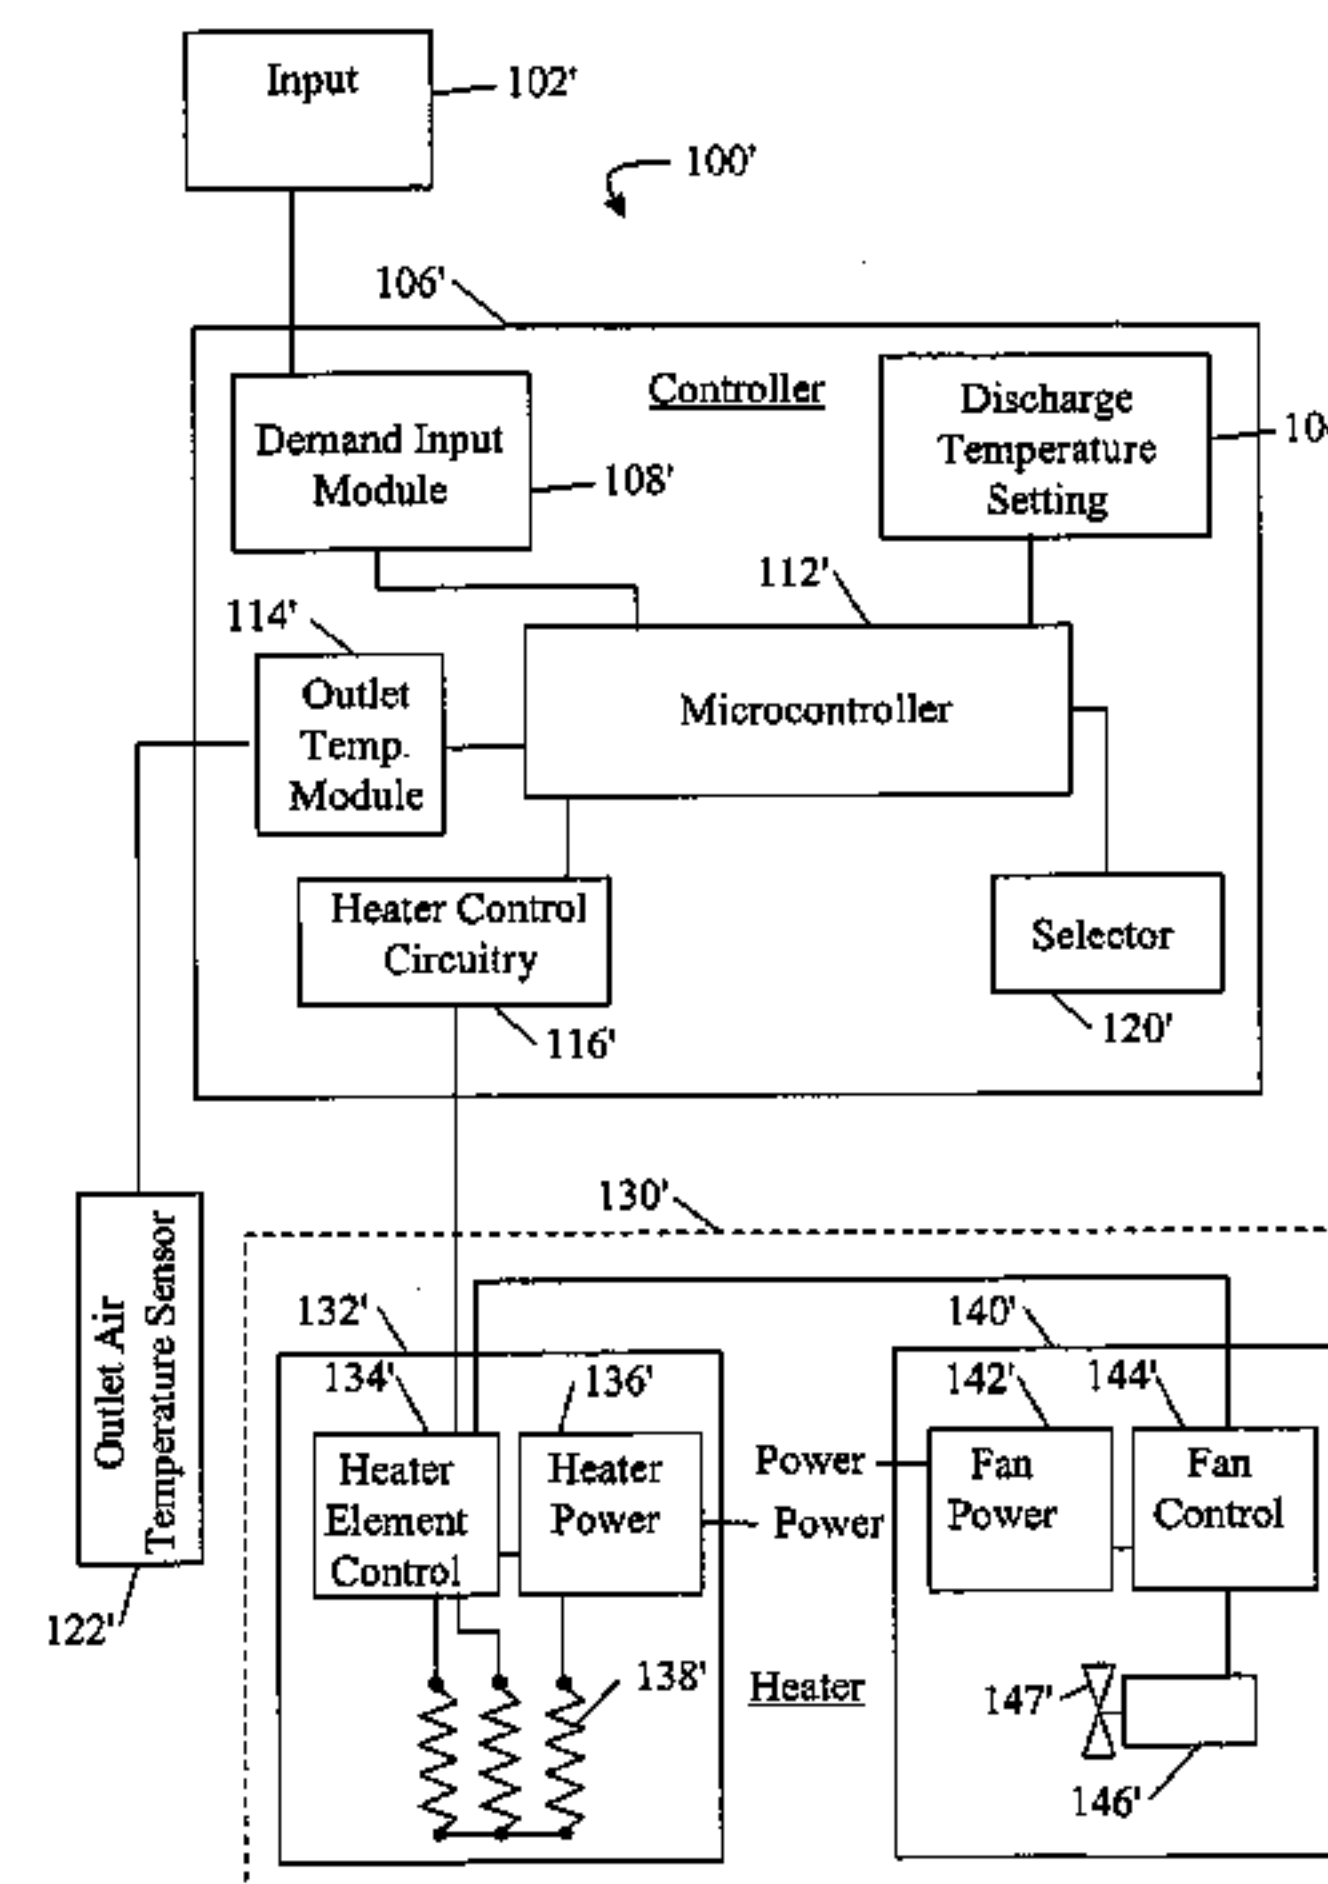 Input
102'
100'
106'
Controller
Discharge
Temperature
Setting
Demand Input
Module
108'
112'
114'
Outlet
Temp.
Module
Microcontroller
Heater Control
Circuitry
116'
Selector
120'
Outlet Air
Temperature Sensor
122'
130'
132'
134'
136'
Heater
Element
Control
Heater
Power
Power
138'
Heater
140'
142'
144'
Power
Fan
Power
Fan
Control
147'
146'